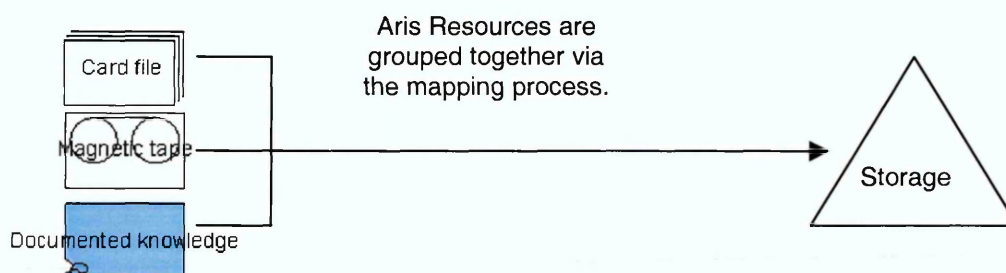 Aris Resources are
grouped together via
the mapping process.
Card file
Magnetic tape
Storage
Documented knowledge